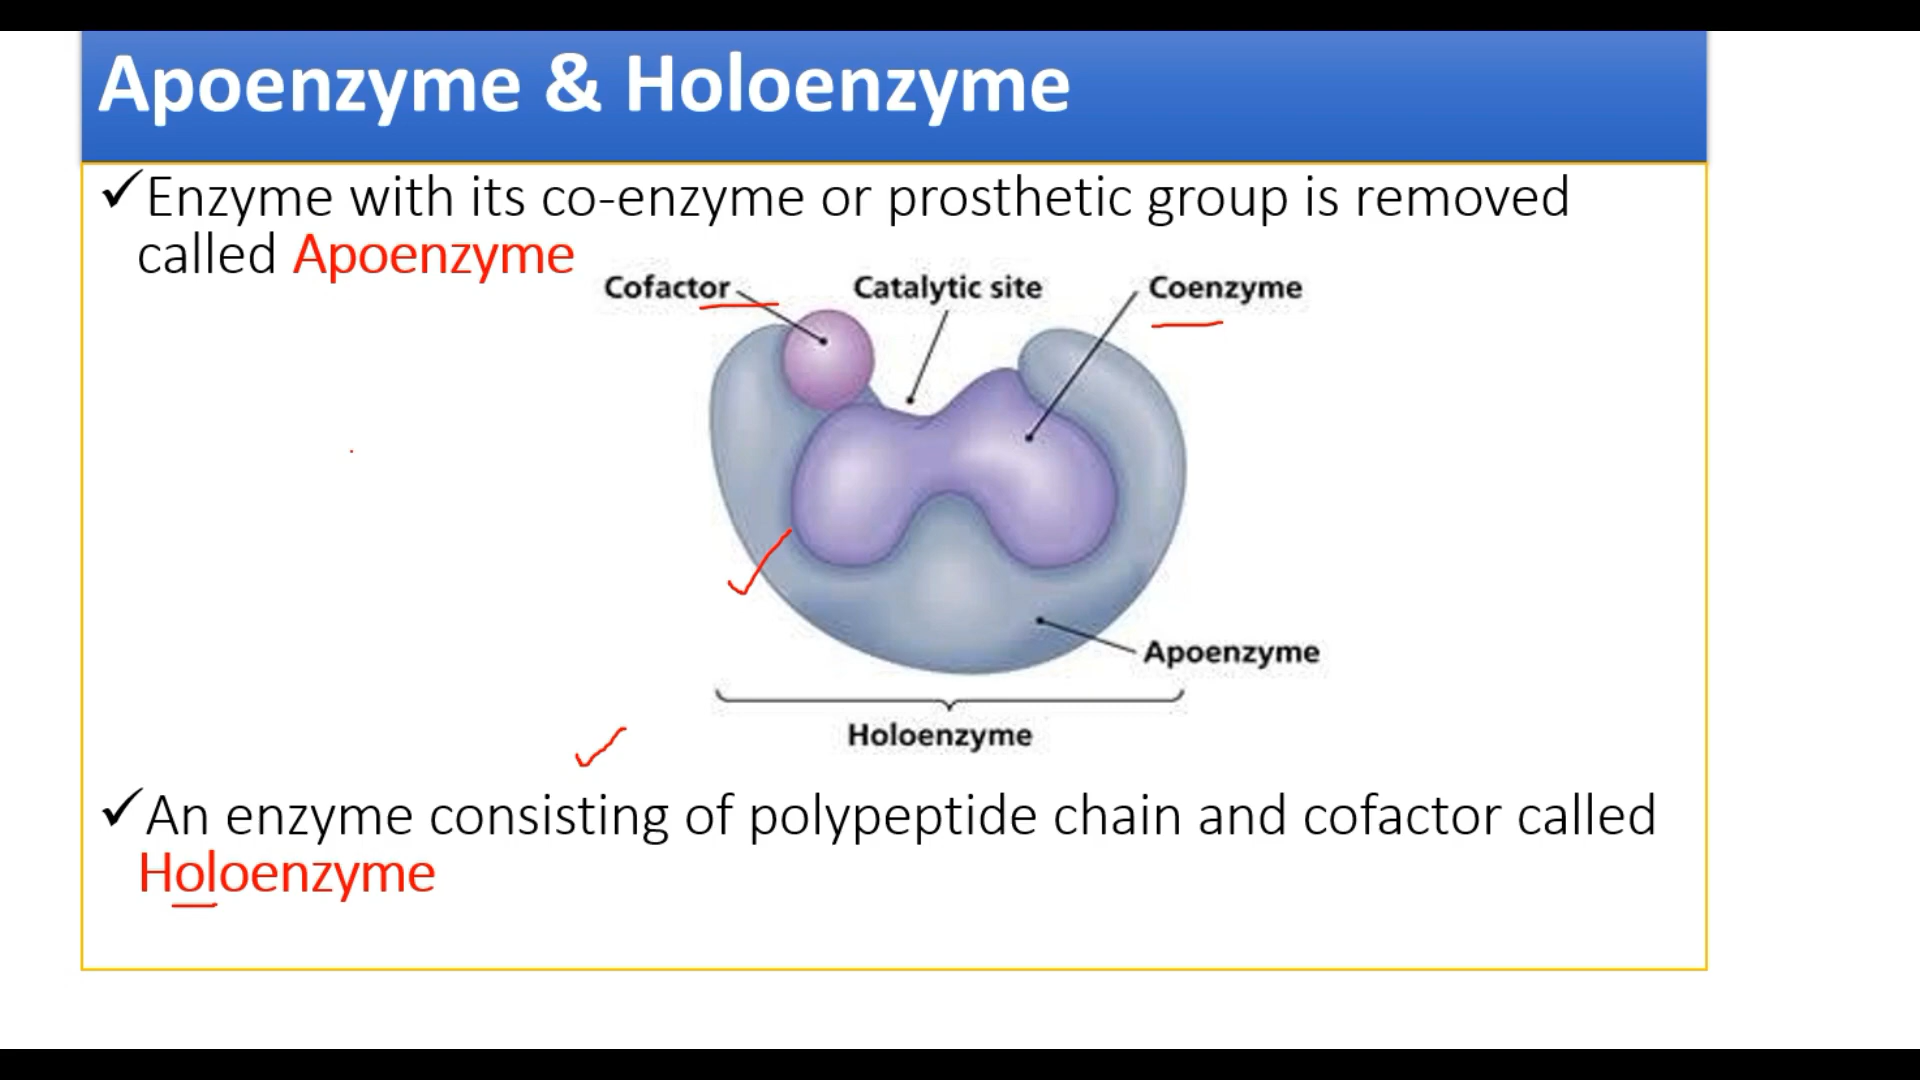 Apoenzyme & Holoenzyme
✓Enzyme with its co-enzyme or prosthetic group is removed
called Apoenzyme
Cofactor Catalytic site Coenzyme
Apoenzyme
Holoenzyme
✓An enzyme consisting of polypeptide chain and cofactor called
Holoenzyme